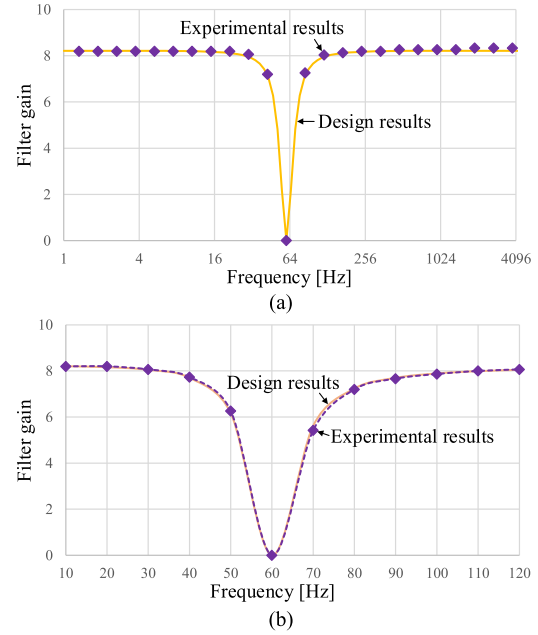 (a)
Experimental results
Design results
Filter gain
10
8
6
4
2
0
1 4 16 64 256 1024 4096
Frequency [Hz]
(a)
Design results
Experimental results
Filter gain
10
8
6
4
2
0
10 20 30 40 50 60 70 80 90 100 110 120
Frequency [Hz]
(b)